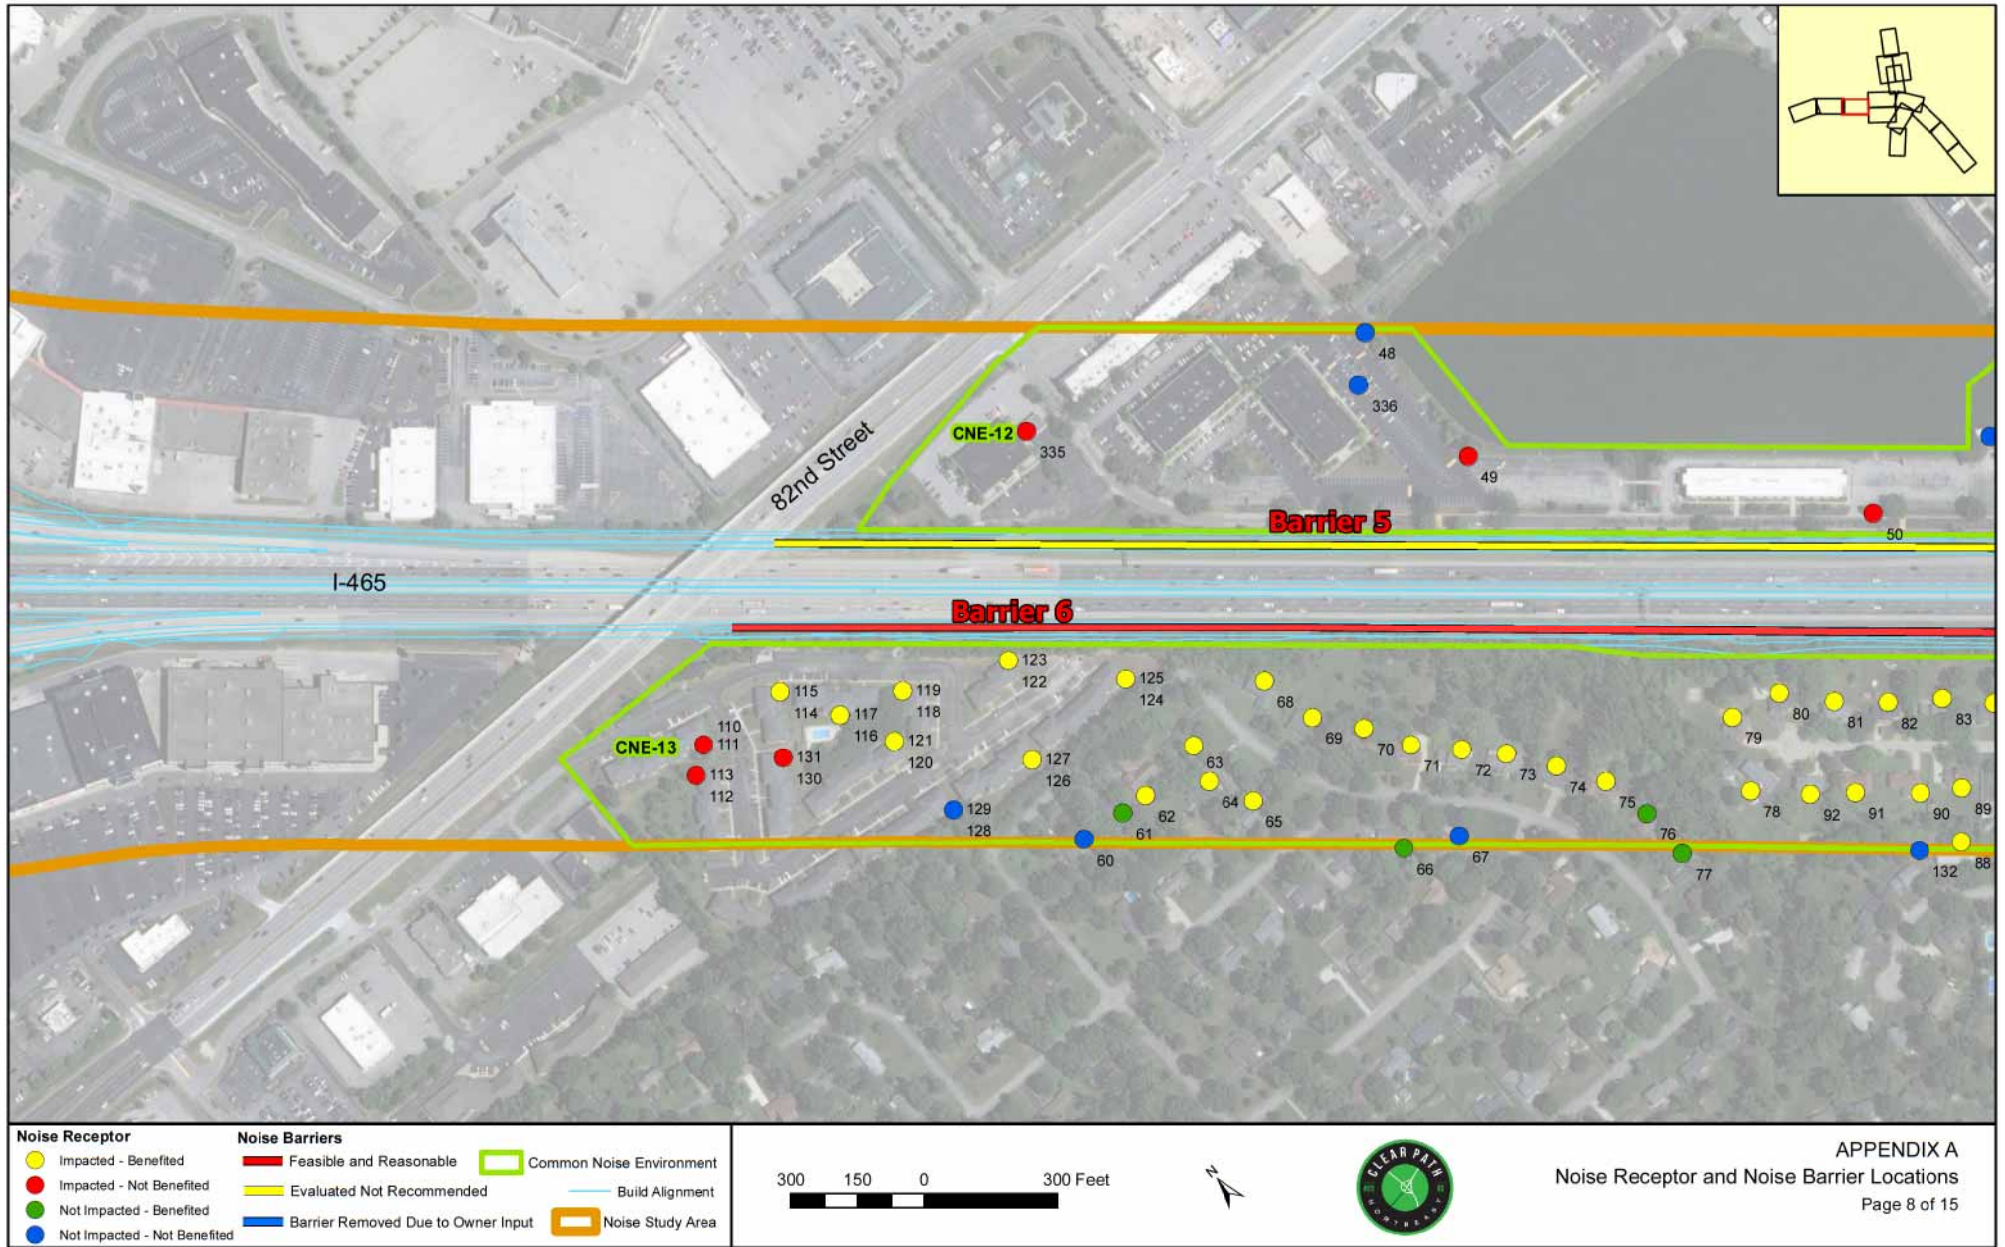 48
336
CNE-12
335
82nd Street
49
Barrier 5
50
I-465
Barrier 6
123
122
125
124
115
114
119
118
117
116
68
80
81
82
83
79
69
70
71
72
73
74
75
110
111
CNE-13
121
120
131
130
127
126
63
113
112
64
65
62
61
78
92
91
90
89
129
128
60
76
66
67
77
132
88
Noise Receptor
Impacted - Benefited
Impacted - Not Benefited
Not Impacted - Benefited
Not Impacted - Not Benefited
Noise Barriers
Feasible and Reasonable
Evaluated Not Recommended
Barrier Removed Due to Owner Input
Common Noise Environment
Build Alignment
Noise Study Area
300 150 0 300 Feet
N
CLEAR PATH
NORTHEAST
APPENDIX A
Noise Receptor and Noise Barrier Locations
Page 8 of 15